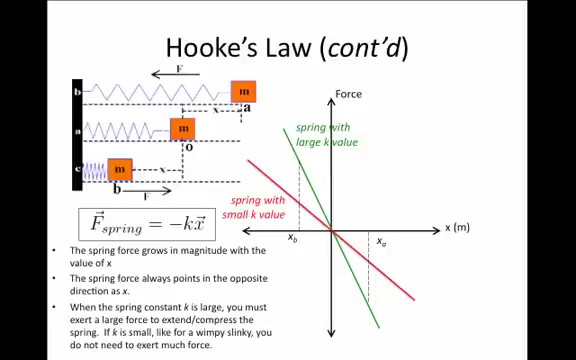 Hooke's Law (cont'd)
F
b
m
a
x
a
m
o
c
m
x
b
F
Force
spring with
large k value
spring with
small k value
x (m)
x_b
x_a
F⃗_spring = −kx⃗
• The spring force grows in magnitude with the
value of x
• The spring force always points in the opposite
direction as x.
• When the spring constant k is large, you must
exert a large force to extend/compress the
spring. If k is small, like for a wimpy slinky, you
do not need to exert much force.